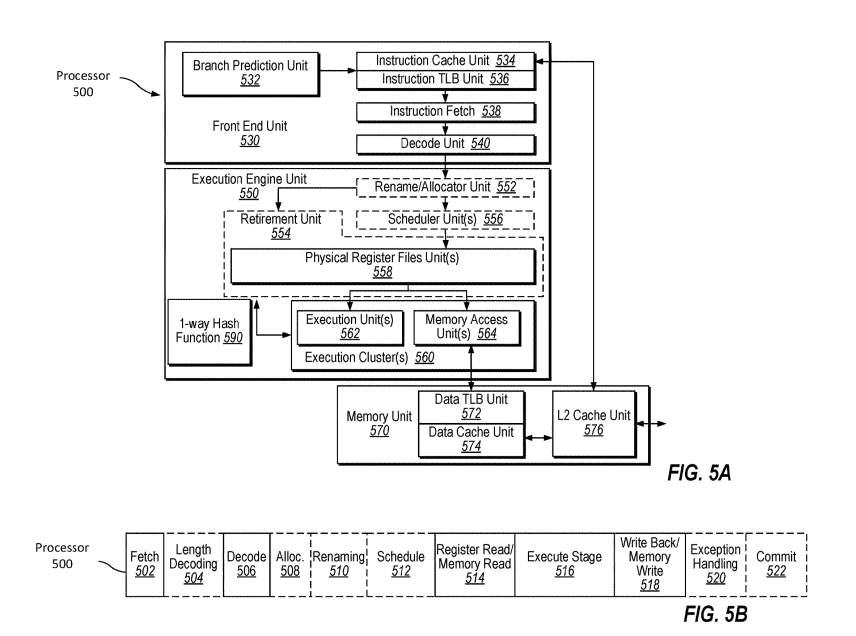 Processor
500
Branch Prediction Unit
532
Instruction Cache Unit 534
Instruction TLB Unit 536
Instruction Fetch 538
Front End Unit
530
Decode Unit 540
Execution Engine Unit
550
Rename/Allocator Unit 552
Retirement Unit
554
Scheduler Unit(s) 556
Physical Register Files Unit(s)
558
1-way Hash
Function 590
Execution Unit(s)
562
Memory Access
Unit(s) 564
Execution Cluster(s) 560
Memory Unit
570
Data TLB Unit
572
Data Cache Unit
574
L2 Cache Unit
576
FIG. 5A
Processor
500
Fetch
502
Length
Decoding
504
Decode
506
Alloc.
508
Renaming
510
Schedule
512
Register Read/
Memory Read
514
Execute Stage
516
Write Back/
Memory
Write
518
Exception
Handling
520
Commit
522
FIG. 5B